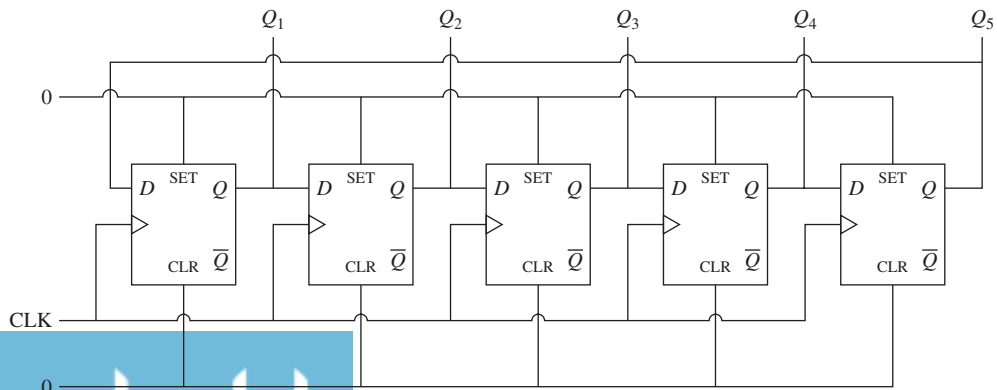 Q₁ Q₂ Q₃ Q₄ Q₅
0
SET SET SET SET SET
D Q D Q D Q D Q D Q
Q̅ Q̅ Q̅ Q̅ Q̅
CLR CLR CLR CLR CLR
CLK
0